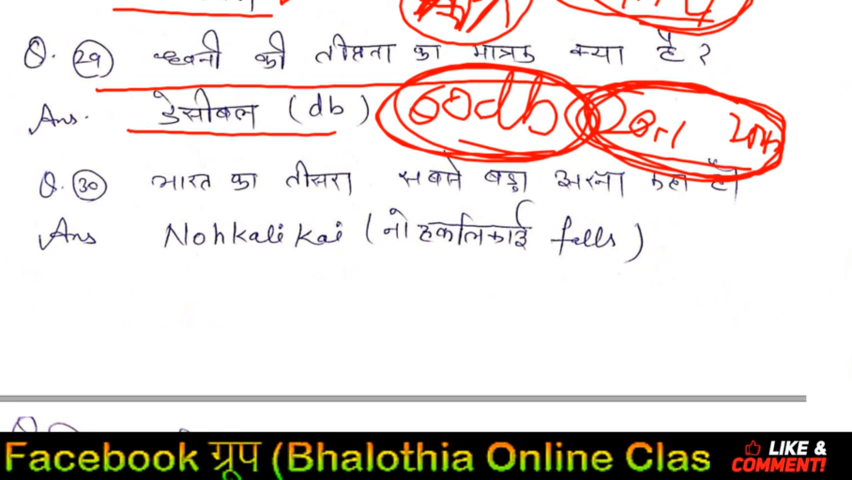 Q. 29 ध्वनी की तीव्रता का मात्रक क्या है ?
Ans. डेसीबल (db) 60db
Q. 30 भारत का तीसरा सबसे बड़ा झरना कहा है
Ans Nohkalikai (नोहकलिकाई falls)
Facebook ग्रूप (Bhalothia Online Clas
LIKE &
COMMENT!